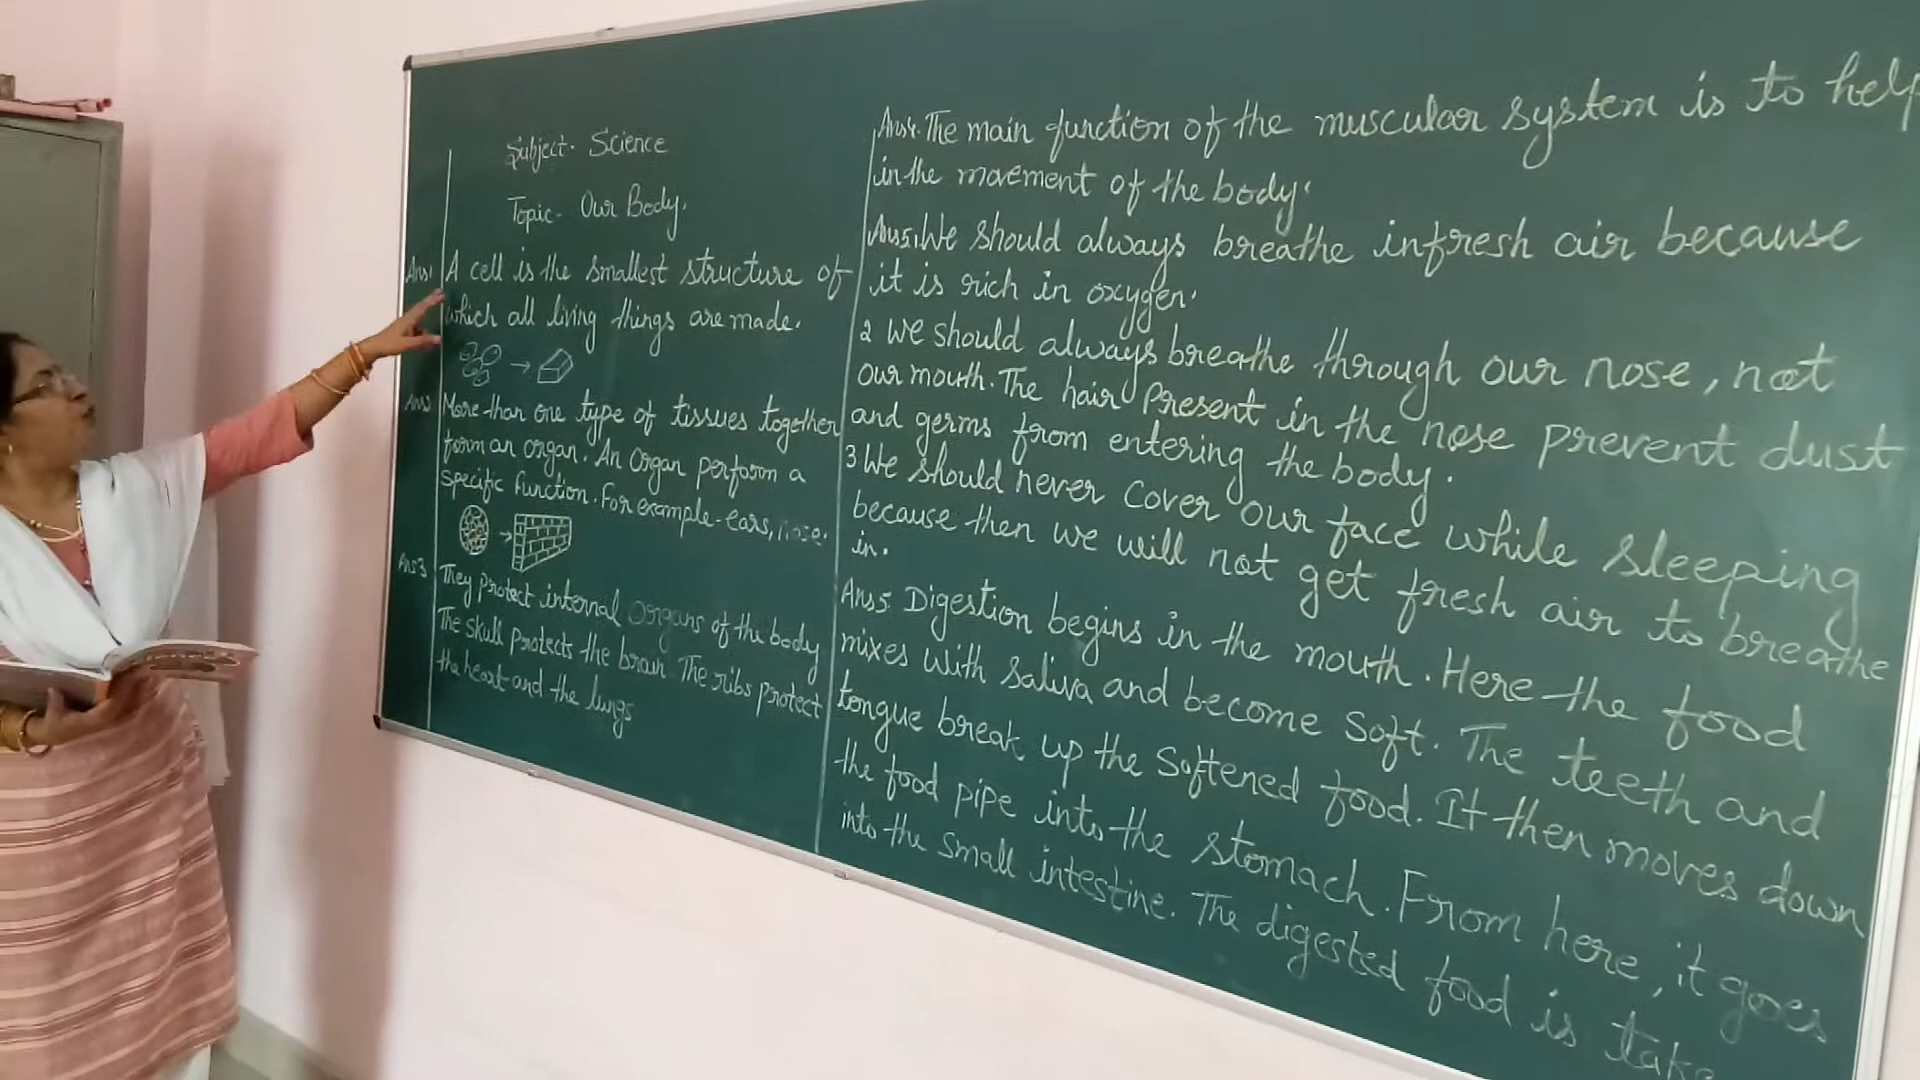 Subject- Science
Topic- Our Body.
Ans1 A cell is the smallest structure of
which all living things are made.
Ans2 More than one type of tissues together
form an organ. An Organ perform a
specific function. For example- ears, nose.
Ans3 They protect internal organs of the body
The skull protects the brain The ribs protect
the heart and the lungs
Ans4. The main function of the muscular system is to help
in the movement of the body.
Ans5, We should always breathe in fresh air because
it is rich in oxygen.
2 We should always breathe through our nose, not
our mouth. The hair Present in the nose prevent dust
and germs from entering the body.
3 We should never cover our face while sleeping
because then we will not get fresh air to breathe
in.
Ans5. Digestion begins in the mouth. Here the food
mixes with saliva and become soft. The teeth and
tongue break up the Softened food. It then moves down
the food pipe into the stomach. From here, it goes
into the small intestine. The digested food is take